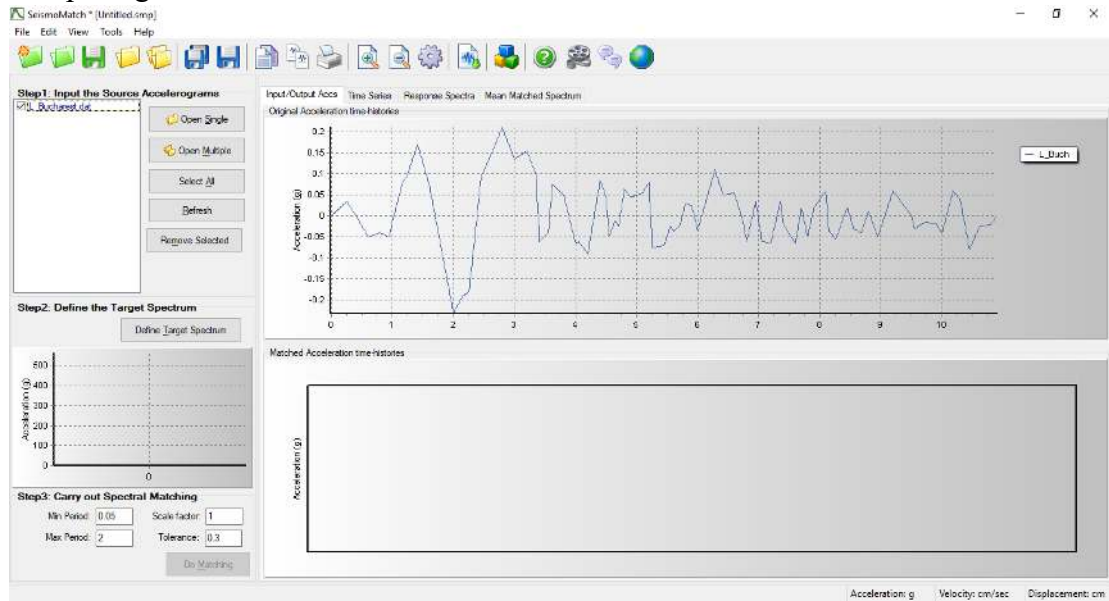 SeismoMatch * [Untitled.smp]
File Edit View Tools Help
Step1: Input the Source Accelerograms
Open Single
Open Multiple
Select All
Refresh
Remove Selected
Step2: Define the Target Spectrum
Define Target Spectrum
500
400
300
200
100
0
Acceleration (g)
0
Step3: Carry out Spectral Matching
Min Period: 0.05 Scale factor: 1
Max Period: 2 Tolerance: 0.3
Do Matching
Input/Output Accs Time Series Response Spectra Mean Matched Spectrum
Original Acceleration time-histories
0.2
0.15
0.1
0.05
0
-0.05
-0.1
-0.15
-0.2
Acceleration (g)
0 1 2 3 4 5 6 7 8 9 10
L_Buch
Matched Acceleration time-histories
Acceleration (g)
Acceleration: g Velocity: cm/sec Displacement: cm